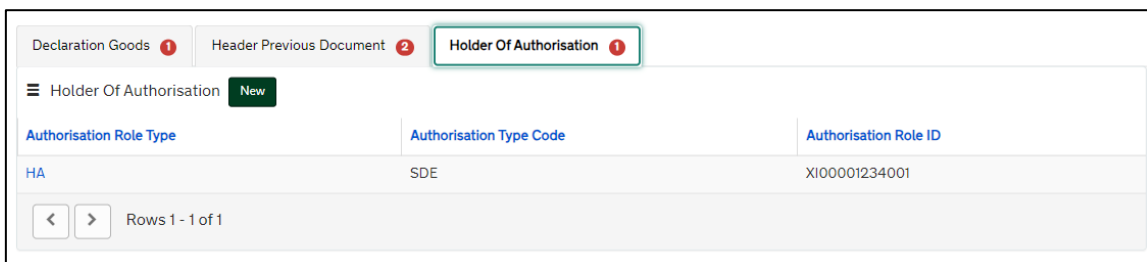 Declaration Goods 1 Header Previous Document 2 Holder Of Authorisation 1
Holder Of Authorisation New
Authorisation Role Type Authorisation Type Code Authorisation Role ID
HA SDE XI00001234001
Rows 1 - 1 of 1